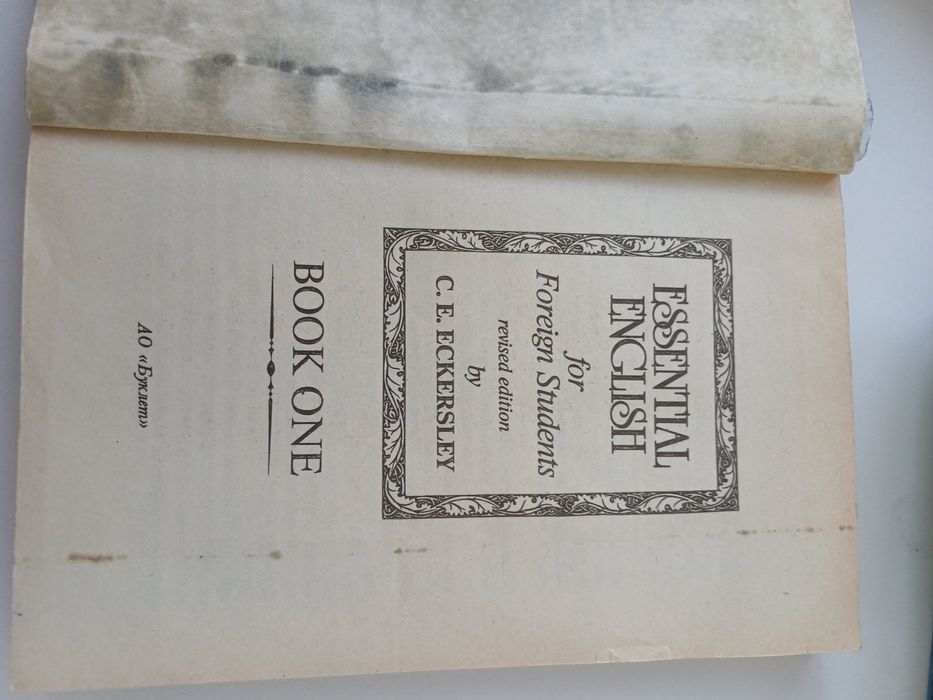 ESSENTIAL
ENGLISH
for
Foreign Students
revised edition
by
C. E. ECKERSLEY
BOOK ONE
АО «Буклет»